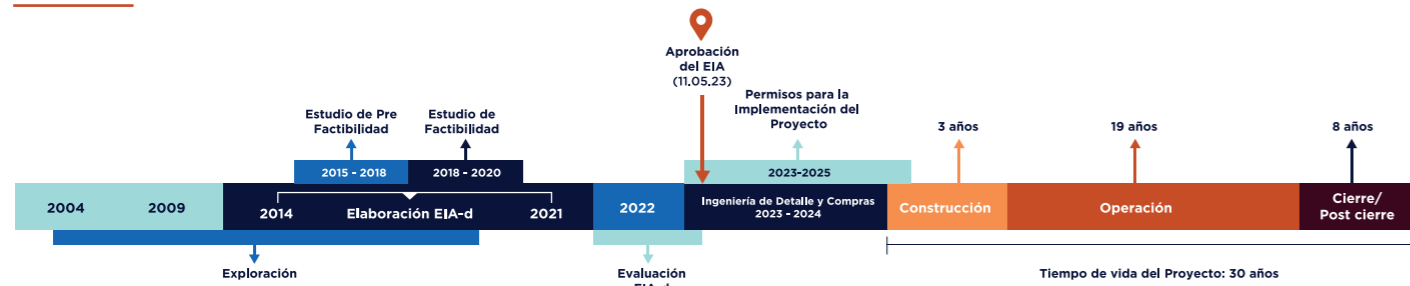 Aprobación
del EIA
(11.05.23)
Permisos para la
Implementación del
Proyecto
Estudio de Pre
Factibilidad
Estudio de
Factibilidad
3 años
19 años
8 años
2015 - 2018
2018 - 2020
2023-2025
2004
2009
2014
Elaboración EIA-d
2021
2022
Ingeniería de Detalle y Compras
2023 - 2024
Construcción
Operación
Cierre/
Post cierre
Exploración
Evaluación
EIA-d
Tiempo de vida del Proyecto: 30 años